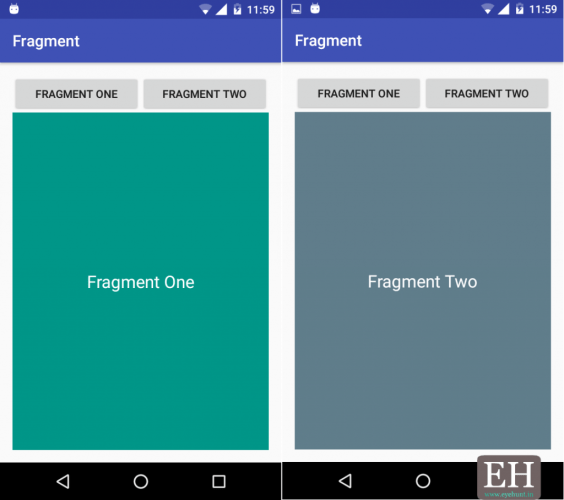 11:59
Fragment
FRAGMENT ONE
FRAGMENT TWO
Fragment One
11:59
Fragment
FRAGMENT ONE
FRAGMENT TWO
Fragment Two
EH